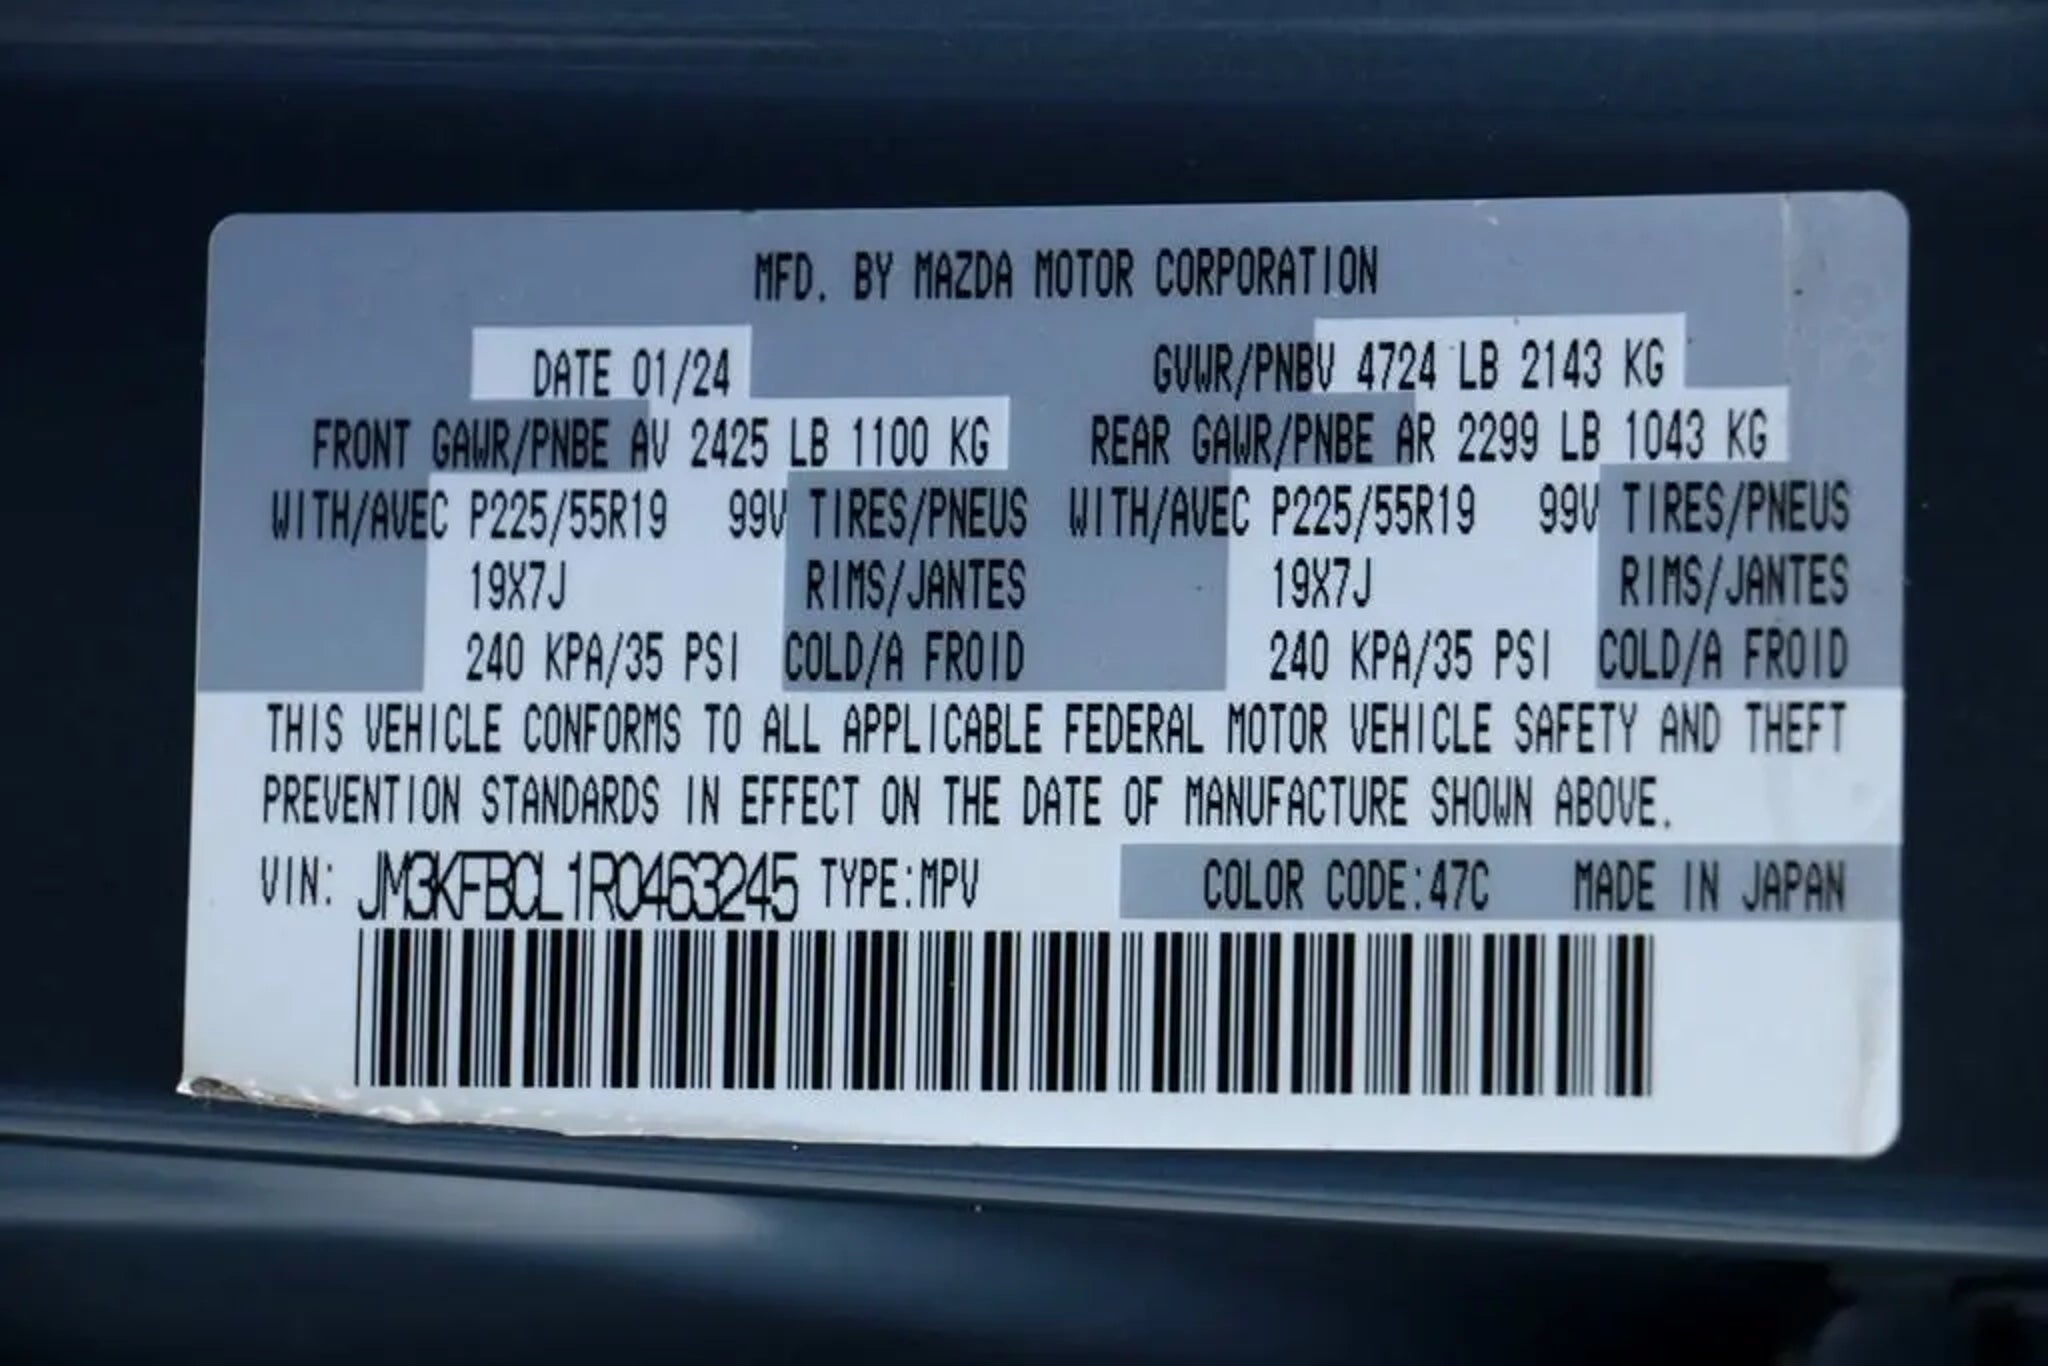 MFD. BY MAZDA MOTOR CORPORATION
DATE 01/24 GVWR/PNBV 4724 LB 2143 KG
FRONT GAWR/PNBE AV 2425 LB 1100 KG REAR GAWR/PNBE AR 2299 LB 1043 KG
WITH/AVEC P225/55R19 99V TIRES/PNEUS WITH/AVEC P225/55R19 99V TIRES/PNEUS
19X7J RIMS/JANTES 19X7J RIMS/JANTES
240 KPA/35 PSI COLD/A FROID 240 KPA/35 PSI COLD/A FROID
THIS VEHICLE CONFORMS TO ALL APPLICABLE FEDERAL MOTOR VEHICLE SAFETY AND THEFT
PREVENTION STANDARDS IN EFFECT ON THE DATE OF MANUFACTURE SHOWN ABOVE.
VIN: JM3KFBCL1R0463245 TYPE:MPV COLOR CODE:47C MADE IN JAPAN